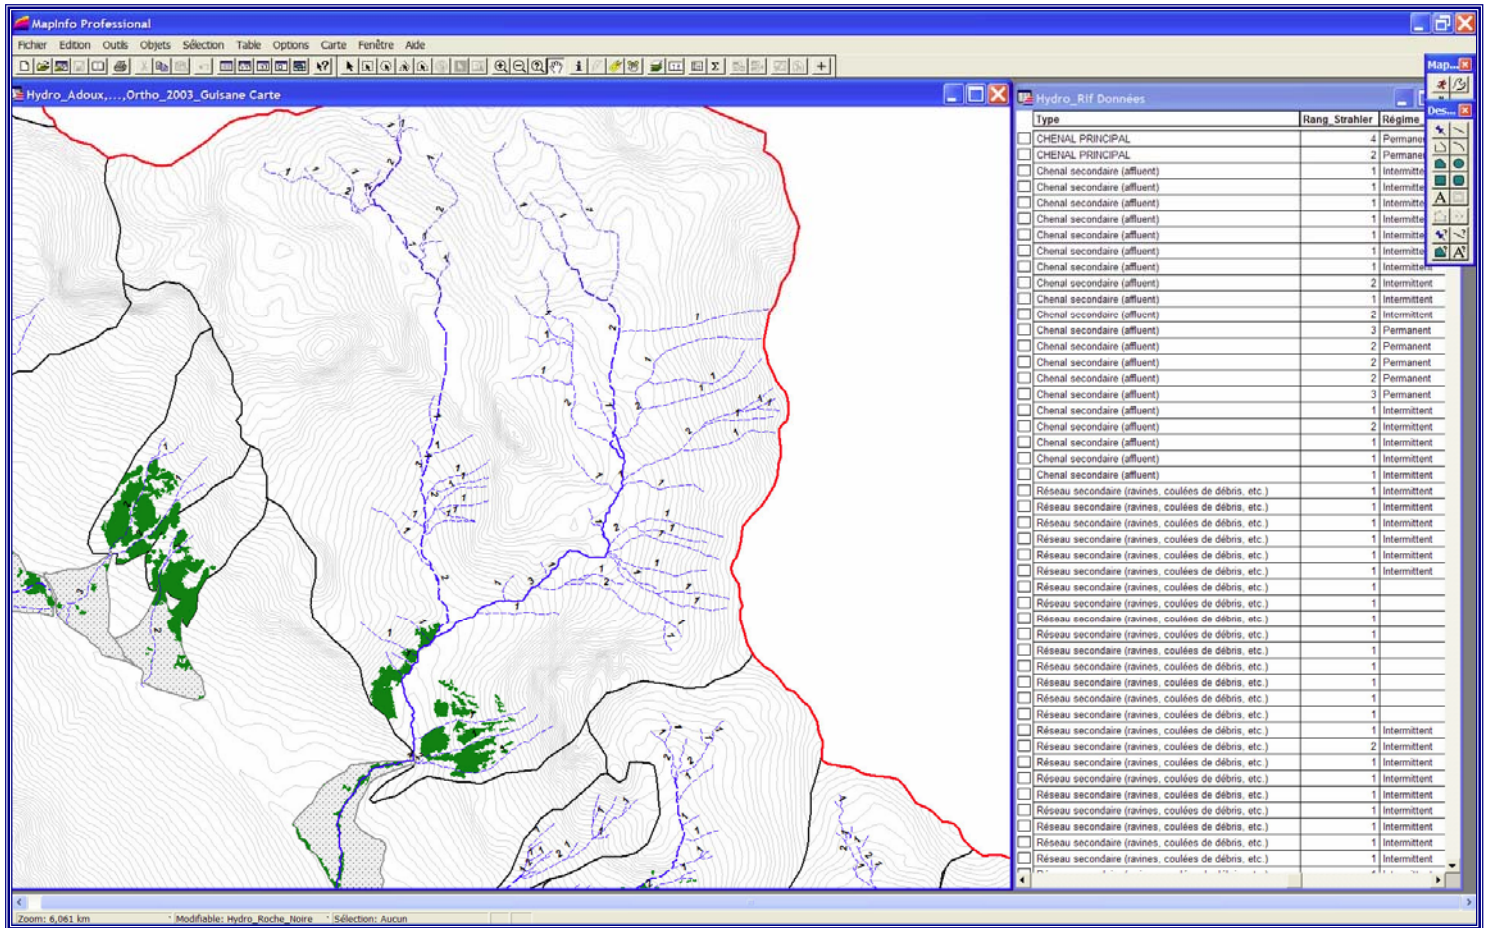 MapInfo Professional
Fichier Edition Outils Objets Sélection Table Options Carte Fenêtre Aide
Hydro_Adoux,...,Ortho_2003_Guisane Carte
Map...
Des...
Hydro_Rif Données
Type Rang_Strahler Régime_
CHENAL PRINCIPAL 4 Permane
CHENAL PRINCIPAL 2 Permane
Chenal secondaire (affluent) 1 Intermitte
Chenal secondaire (affluent) 1 Intermitte
Chenal secondaire (affluent) 1 Intermitte
Chenal secondaire (affluent) 1 Intermitte
Chenal secondaire (affluent) 1 Intermitte
Chenal secondaire (affluent) 1 Intermitte
Chenal secondaire (affluent) 1 Intermittent
Chenal secondaire (affluent) 2 Intermittent
Chenal secondaire (affluent) 1 Intermittent
Chenal secondaire (affluent) 2 Intermittent
Chenal secondaire (affluent) 3 Permanent
Chenal secondaire (affluent) 2 Permanent
Chenal secondaire (affluent) 2 Permanent
Chenal secondaire (affluent) 2 Permanent
Chenal secondaire (affluent) 3 Permanent
Chenal secondaire (affluent) 1 Intermittent
Chenal secondaire (affluent) 2 Intermittent
Chenal secondaire (affluent) 1 Intermittent
Chenal secondaire (affluent) 1 Intermittent
Chenal secondaire (affluent) 1 Intermittent
Réseau secondaire (ravines, coulées de débris, etc.) 1 Intermittent
Réseau secondaire (ravines, coulées de débris, etc.) 1 Intermittent
Réseau secondaire (ravines, coulées de débris, etc.) 1 Intermittent
Réseau secondaire (ravines, coulées de débris, etc.) 1 Intermittent
Réseau secondaire (ravines, coulées de débris, etc.) 1 Intermittent
Réseau secondaire (ravines, coulées de débris, etc.) 1 Intermittent
Réseau secondaire (ravines, coulées de débris, etc.) 1
Réseau secondaire (ravines, coulées de débris, etc.) 1
Réseau secondaire (ravines, coulées de débris, etc.) 1
Réseau secondaire (ravines, coulées de débris, etc.) 1
Réseau secondaire (ravines, coulées de débris, etc.) 1
Réseau secondaire (ravines, coulées de débris, etc.) 1
Réseau secondaire (ravines, coulées de débris, etc.) 1
Réseau secondaire (ravines, coulées de débris, etc.) 1
Réseau secondaire (ravines, coulées de débris, etc.) 1
Réseau secondaire (ravines, coulées de débris, etc.) 1 Intermittent
Réseau secondaire (ravines, coulées de débris, etc.) 2 Intermittent
Réseau secondaire (ravines, coulées de débris, etc.) 1 Intermittent
Réseau secondaire (ravines, coulées de débris, etc.) 1 Intermittent
Réseau secondaire (ravines, coulées de débris, etc.) 1 Intermittent
Réseau secondaire (ravines, coulées de débris, etc.) 1 Intermittent
Réseau secondaire (ravines, coulées de débris, etc.) 1 Intermittent
Réseau secondaire (ravines, coulées de débris, etc.) 1 Intermittent
Réseau secondaire (ravines, coulées de débris, etc.) 1 Intermittent
Zoom: 6,061 km Modifiable: Hydro_Roche_Noire Sélection: Aucun